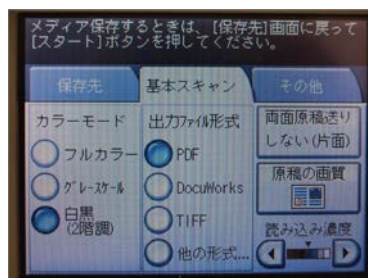 メディア保存するときは、[保存先]画面に戻って
[スタート]ボタンを押してください。
保存先
基本スキャン
その他
カラーモード
フルカラー
グレースケール
白黒
(2階調)
出力ファイル形式
PDF
DocuWorks
TIFF
他の形式...
両面原稿送り
しない(片面)
原稿の画質
読み込み濃度